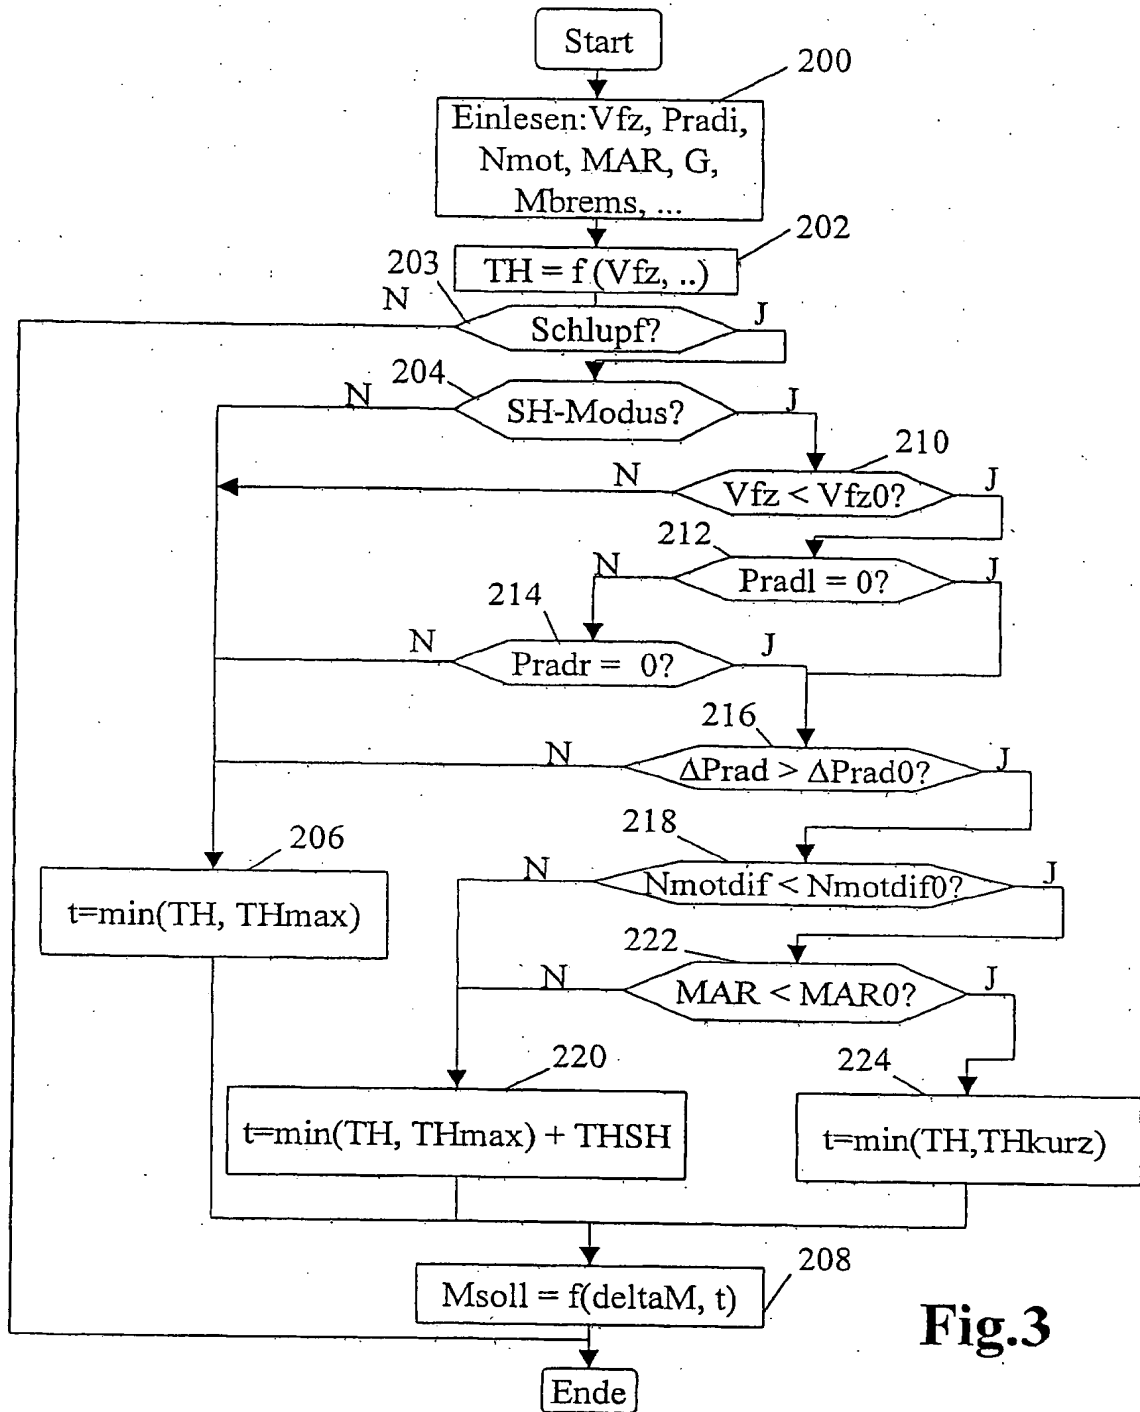 Start
200
Einlesen:Vfz, Pradi,
Nmot, MAR, G,
Mbrems, ...
202
TH = f (Vfz, ..)
203
N
Schlupf?
J
204
N
SH-Modus?
J
210
N
Vfz < Vfz0?
J
212
N
Pradl = 0?
J
214
N
Pradr = 0?
J
216
N
ΔPrad > ΔPrad0?
J
218
N
Nmotdif < Nmotdif0?
J
206
t=min(TH, THmax)
222
N
MAR < MAR0?
J
220
t=min(TH, THmax) + THSH
224
t=min(TH,THkurz)
208
Msoll = f(deltaM, t)
Fig.3
Ende